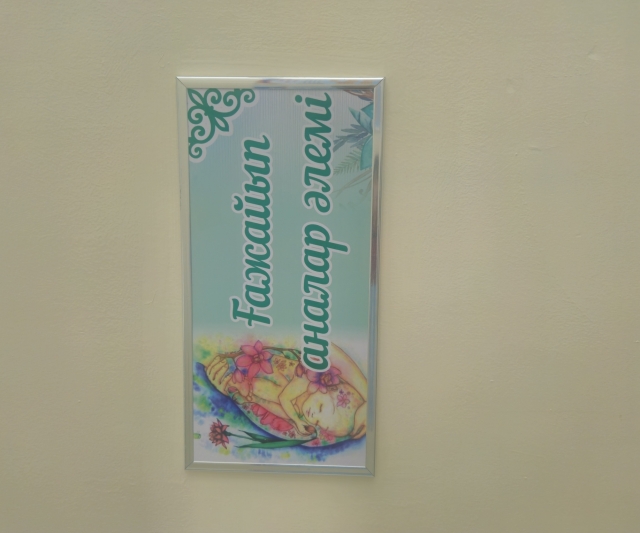 Ғажайып
аналар әлемі